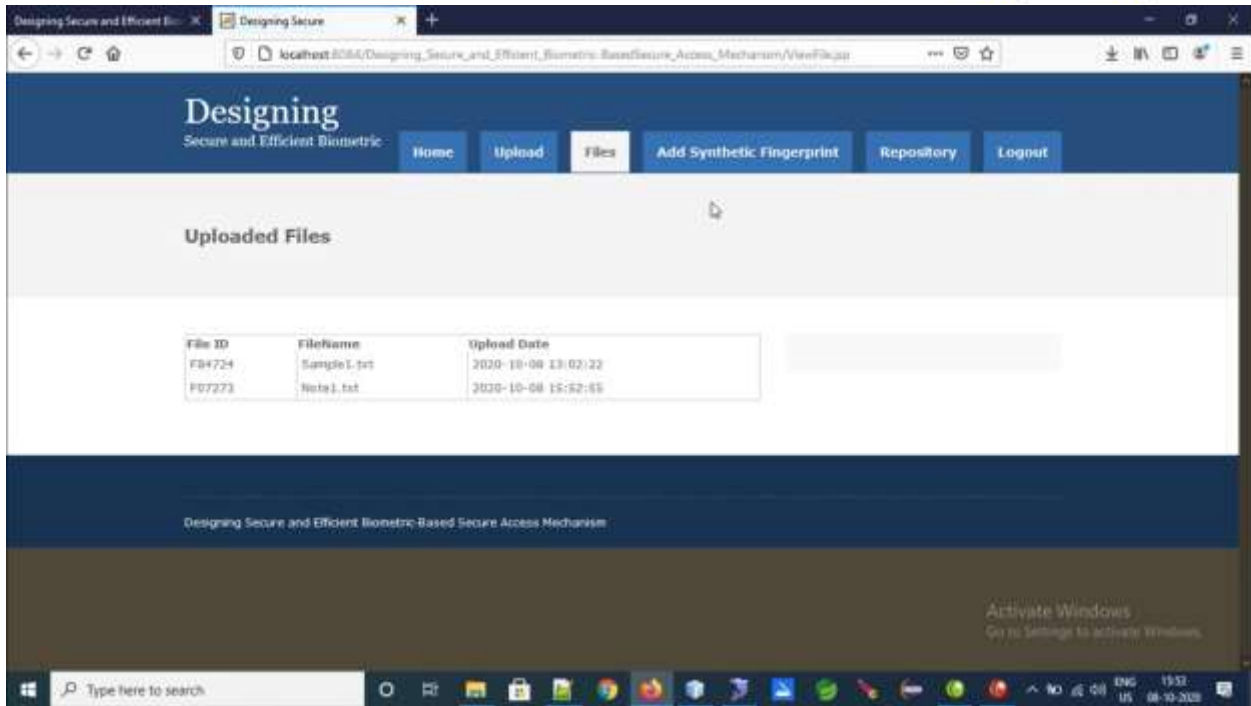 Designing Secure and Efficient Bio
Designing Secure
localhost:8084/Designing_Secure_and_Efficient_Biometric-BasedSecure_Access_Mechanism/ViewFile.jsp
Designing
Secure and Efficient Biometric
Home Upload Files Add Synthetic Fingerprint Repository Logout
Uploaded Files
File ID FileName Upload Date
Sample1.txt 2020-10-08 13:02:22
Note1.txt 2020-10-08 15:52:55
Designing Secure and Efficient Biometric-Based Secure Access Mechanism
Activate Windows
Go to Settings to activate Windows.
Type here to search
ENG 15:53
US 08-10-2020